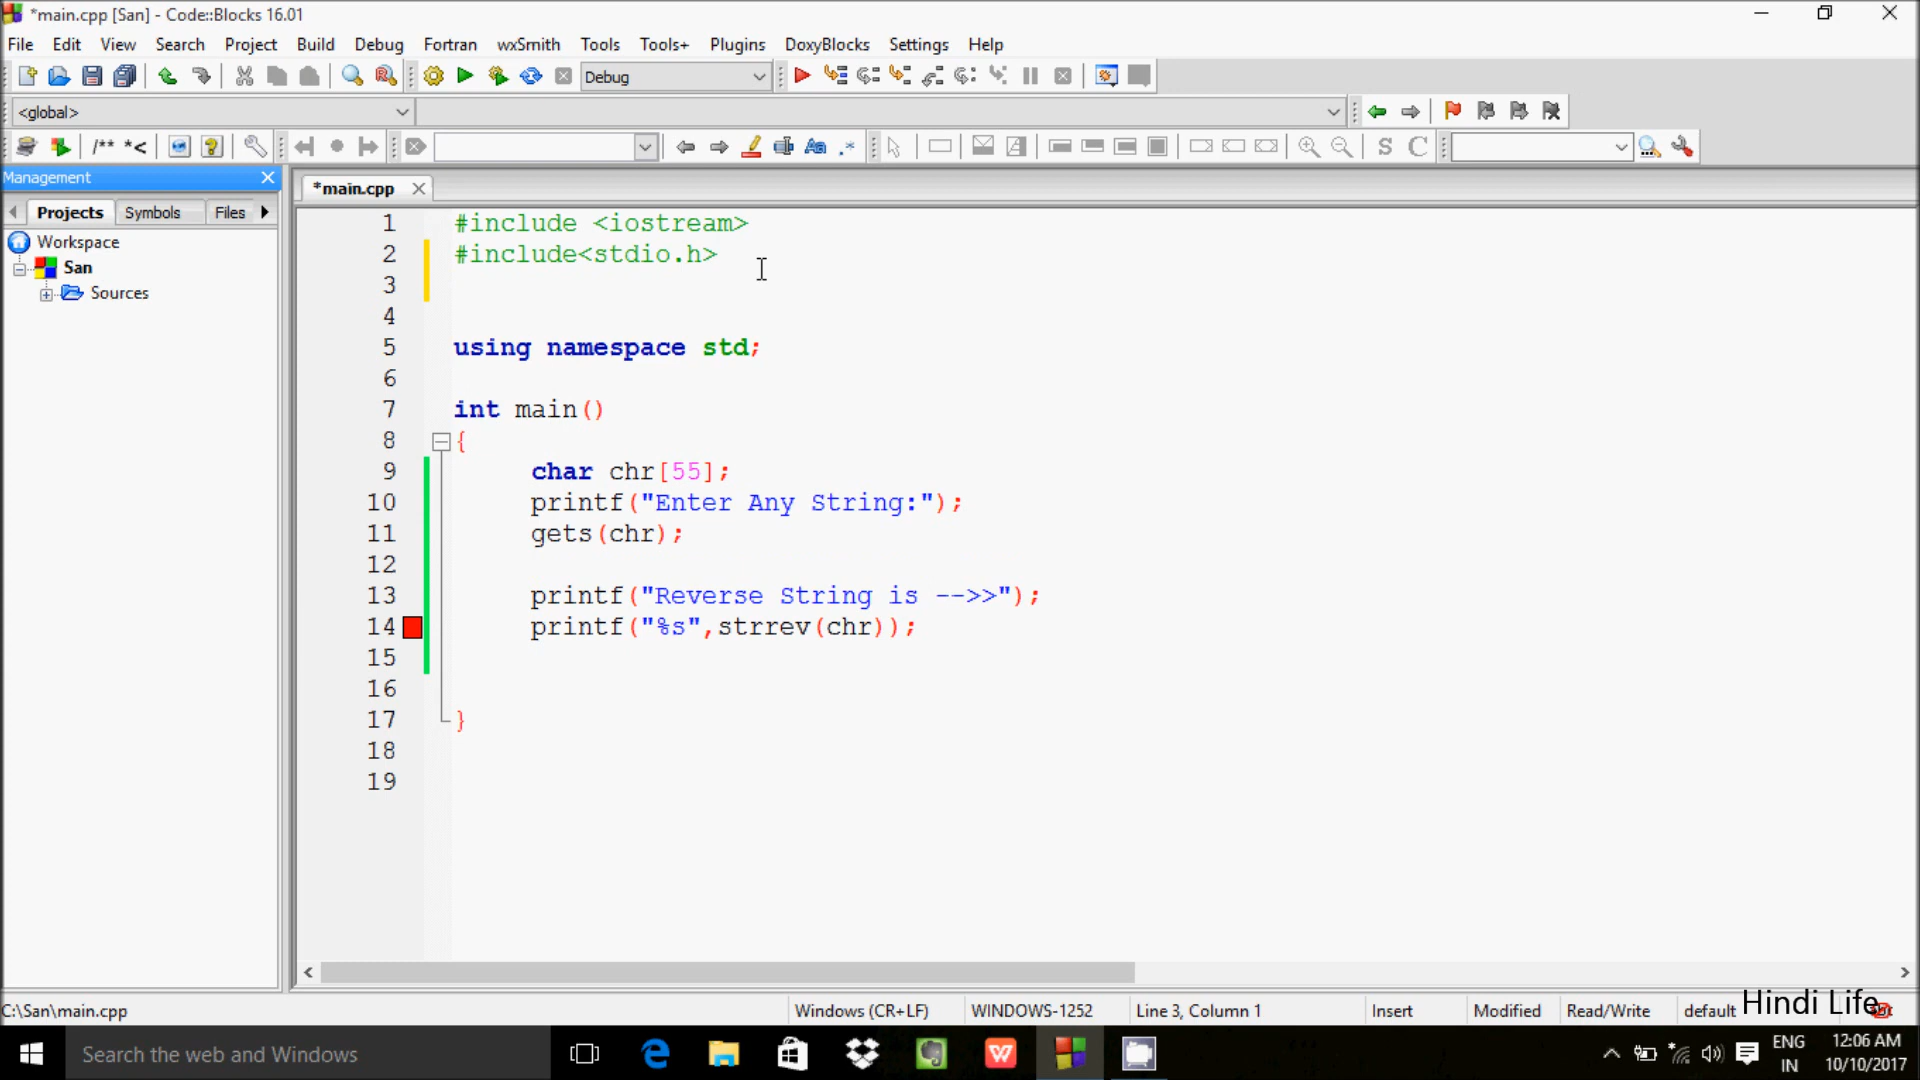 *main.cpp [San] - Code::Blocks 16.01
File Edit View Search Project Build Debug Fortran wxSmith Tools Tools+ Plugins DoxyBlocks Settings Help
Debug
<global>
/** *<
Aa .*
S C
Management
*main.cpp
Projects Symbols Files
Workspace
San
Sources
1 #include <iostream>
2 #include<stdio.h>
3
4
5 using namespace std;
6
7 int main()
8 {
9 char chr[55];
10 printf("Enter Any String:");
11 gets(chr);
12
13 printf("Reverse String is -->>");
14 printf("%s",strrev(chr));
15
16
17 }
18
19
C:\San\main.cpp Windows (CR+LF) WINDOWS-1252 Line 3, Column 1 Insert Modified Read/Write default
Hindi Life
Search the web and Windows
ENG
IN
12:06 AM
10/10/2017